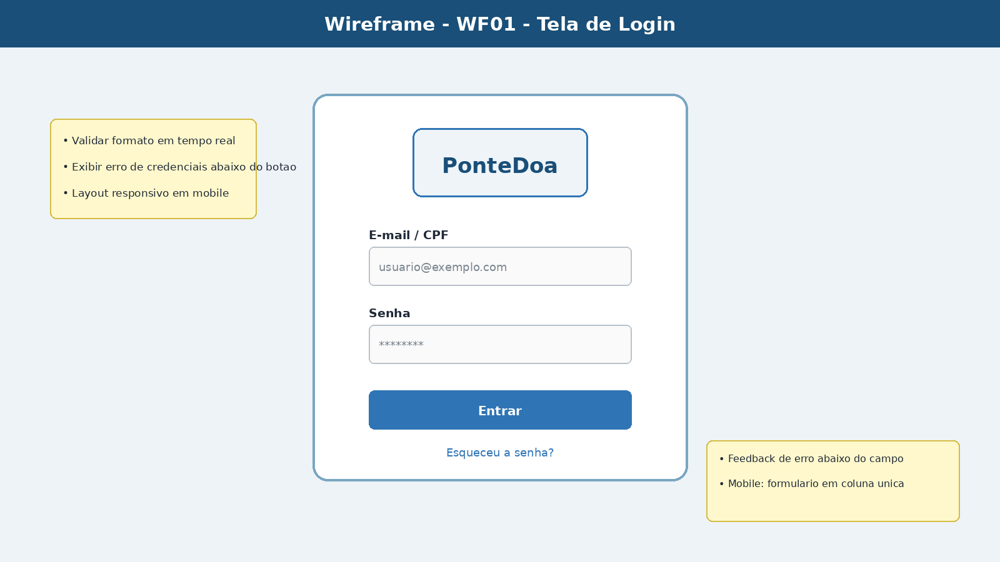 Wireframe - WF01 - Tela de Login
• Validar formato em tempo real
• Exibir erro de credenciais abaixo do botao
• Layout responsivo em mobile
PonteDoa
E-mail / CPF
usuario@exemplo.com
Senha
********
Entrar
Esqueceu a senha?
• Feedback de erro abaixo do campo
• Mobile: formulario em coluna unica